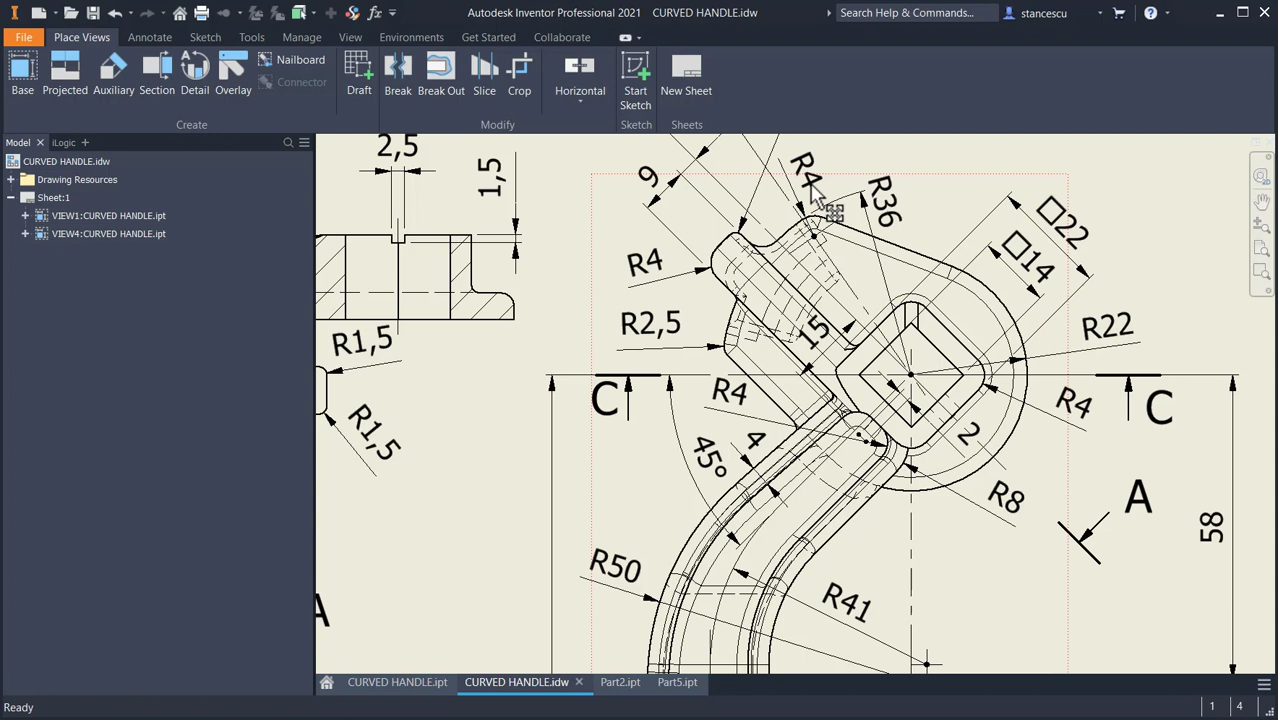 Autodesk Inventor Professional 2021 CURVED HANDLE.idw
Search Help & Commands...
stancescu
File Place Views Annotate Sketch Tools Manage View Environments Get Started Collaborate
Base
Projected
Auxiliary
Section
Detail
Overlay
Nailboard
Connector
Draft
Break
Break Out
Slice
Crop
Horizontal
Start Sketch
New Sheet
Create
Modify
Sketch
Sheets
Model
iLogic
CURVED HANDLE.idw
Drawing Resources
Sheet:1
VIEW1:CURVED HANDLE.ipt
VIEW4:CURVED HANDLE.ipt
2,5
1,5
9
R4
R36
□22
□14
R4
R2,5
15
R22
R1,5
R4
C
C
R4
R1,5
45°
4
2
R8
A
58
R50
R41
A
CURVED HANDLE.ipt
CURVED HANDLE.idw
Part2.ipt
Part5.ipt
Ready
1
4